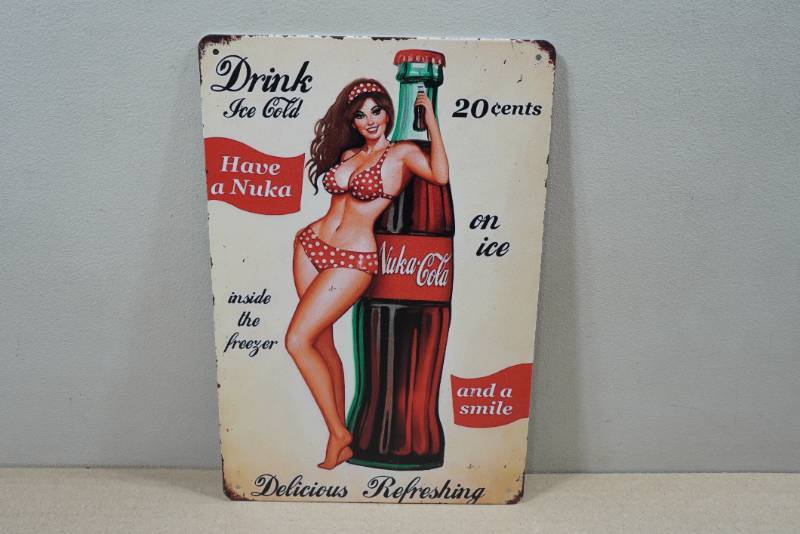 Drink
Ice Cold
20 ¢ents
Have
a Nuka
on
ice
Nuka-Cola
inside
the
freezer
and a
smile
Delicious Refreshing